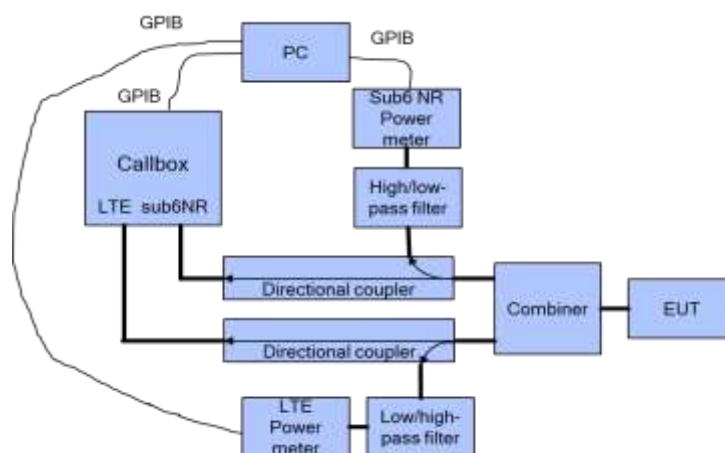 GPIB
GPIB
PC
GPIB
Sub6 NR
Power
meter
Callbox
LTE sub6NR
High/low-
pass filter
Directional coupler
Combiner
EUT
Directional coupler
LTE
Power
meter
Low/high-
pass filter